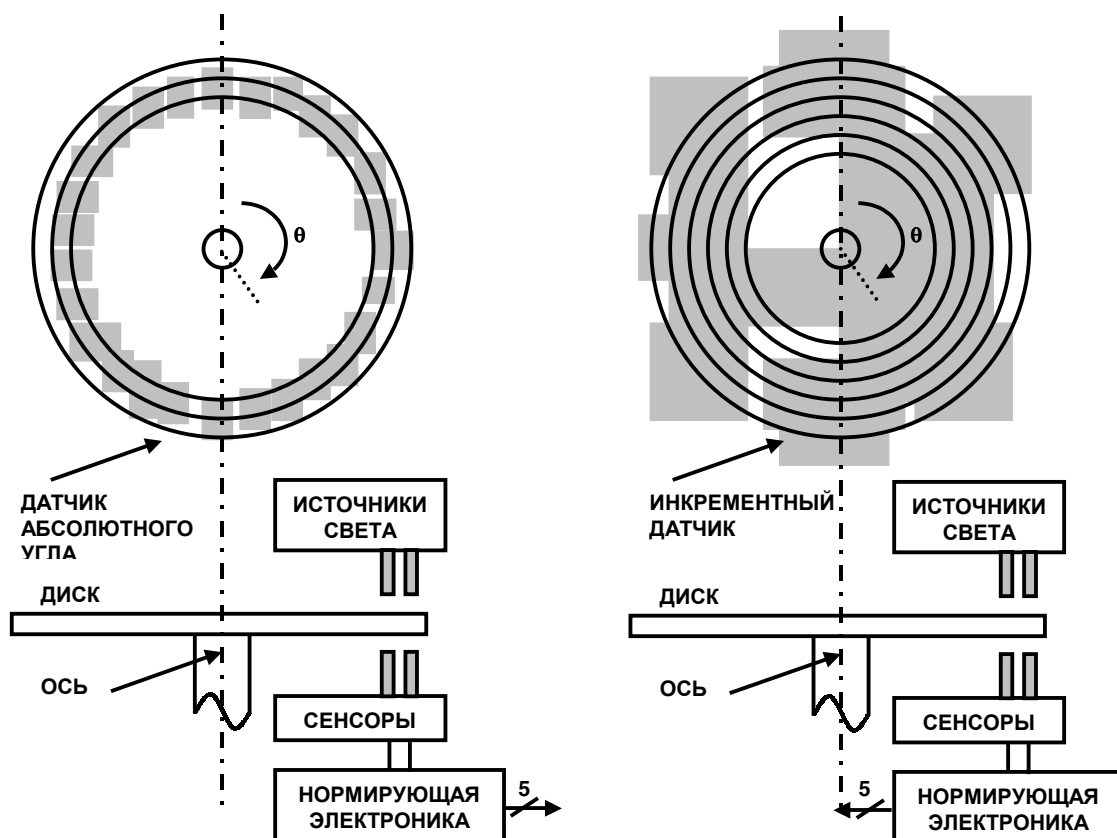 θ
ДАТЧИК
АБСОЛЮТНОГО
УГЛА
ИСТОЧНИКИ
СВЕТА
ДИСК
ОСЬ
СЕНСОРЫ
НОРМИРУЮЩАЯ
ЭЛЕКТРОНИКА
5
θ
ИНКРЕМЕНТНЫЙ
ДАТЧИК
ИСТОЧНИКИ
СВЕТА
ДИСК
ОСЬ
СЕНСОРЫ
5
НОРМИРУЮЩАЯ
ЭЛЕКТРОНИКА